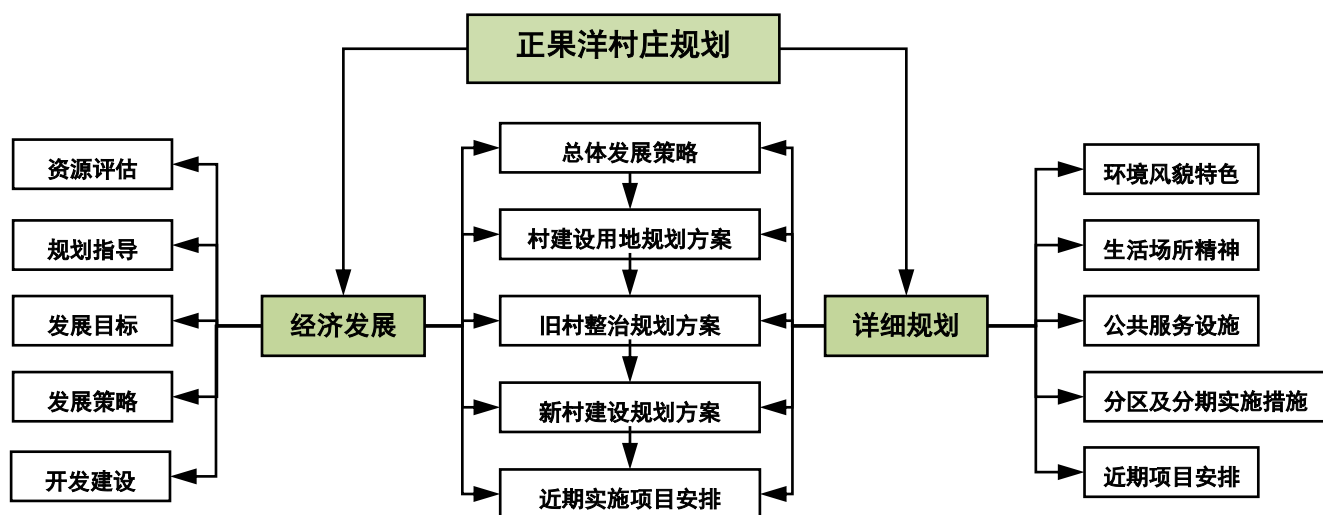 正果洋村庄规划
资源评估
规划指导
发展目标
发展策略
开发建设
经济发展
总体发展策略
村建设用地规划方案
旧村整治规划方案
新村建设规划方案
近期实施项目安排
详细规划
环境风貌特色
生活场所精神
公共服务设施
分区及分期实施措施
近期项目安排